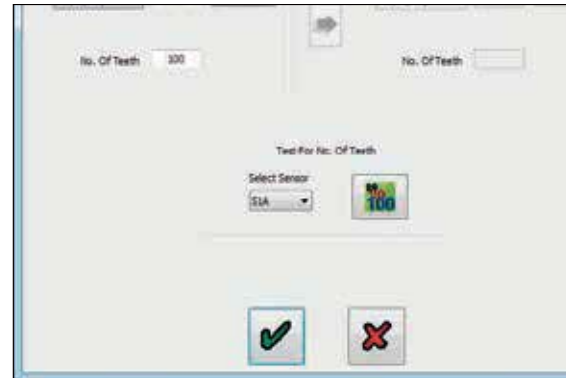 No. Of Teeth 100
No. Of Teeth
Test For No. Of Teeth
Select Sensor
S1A
100